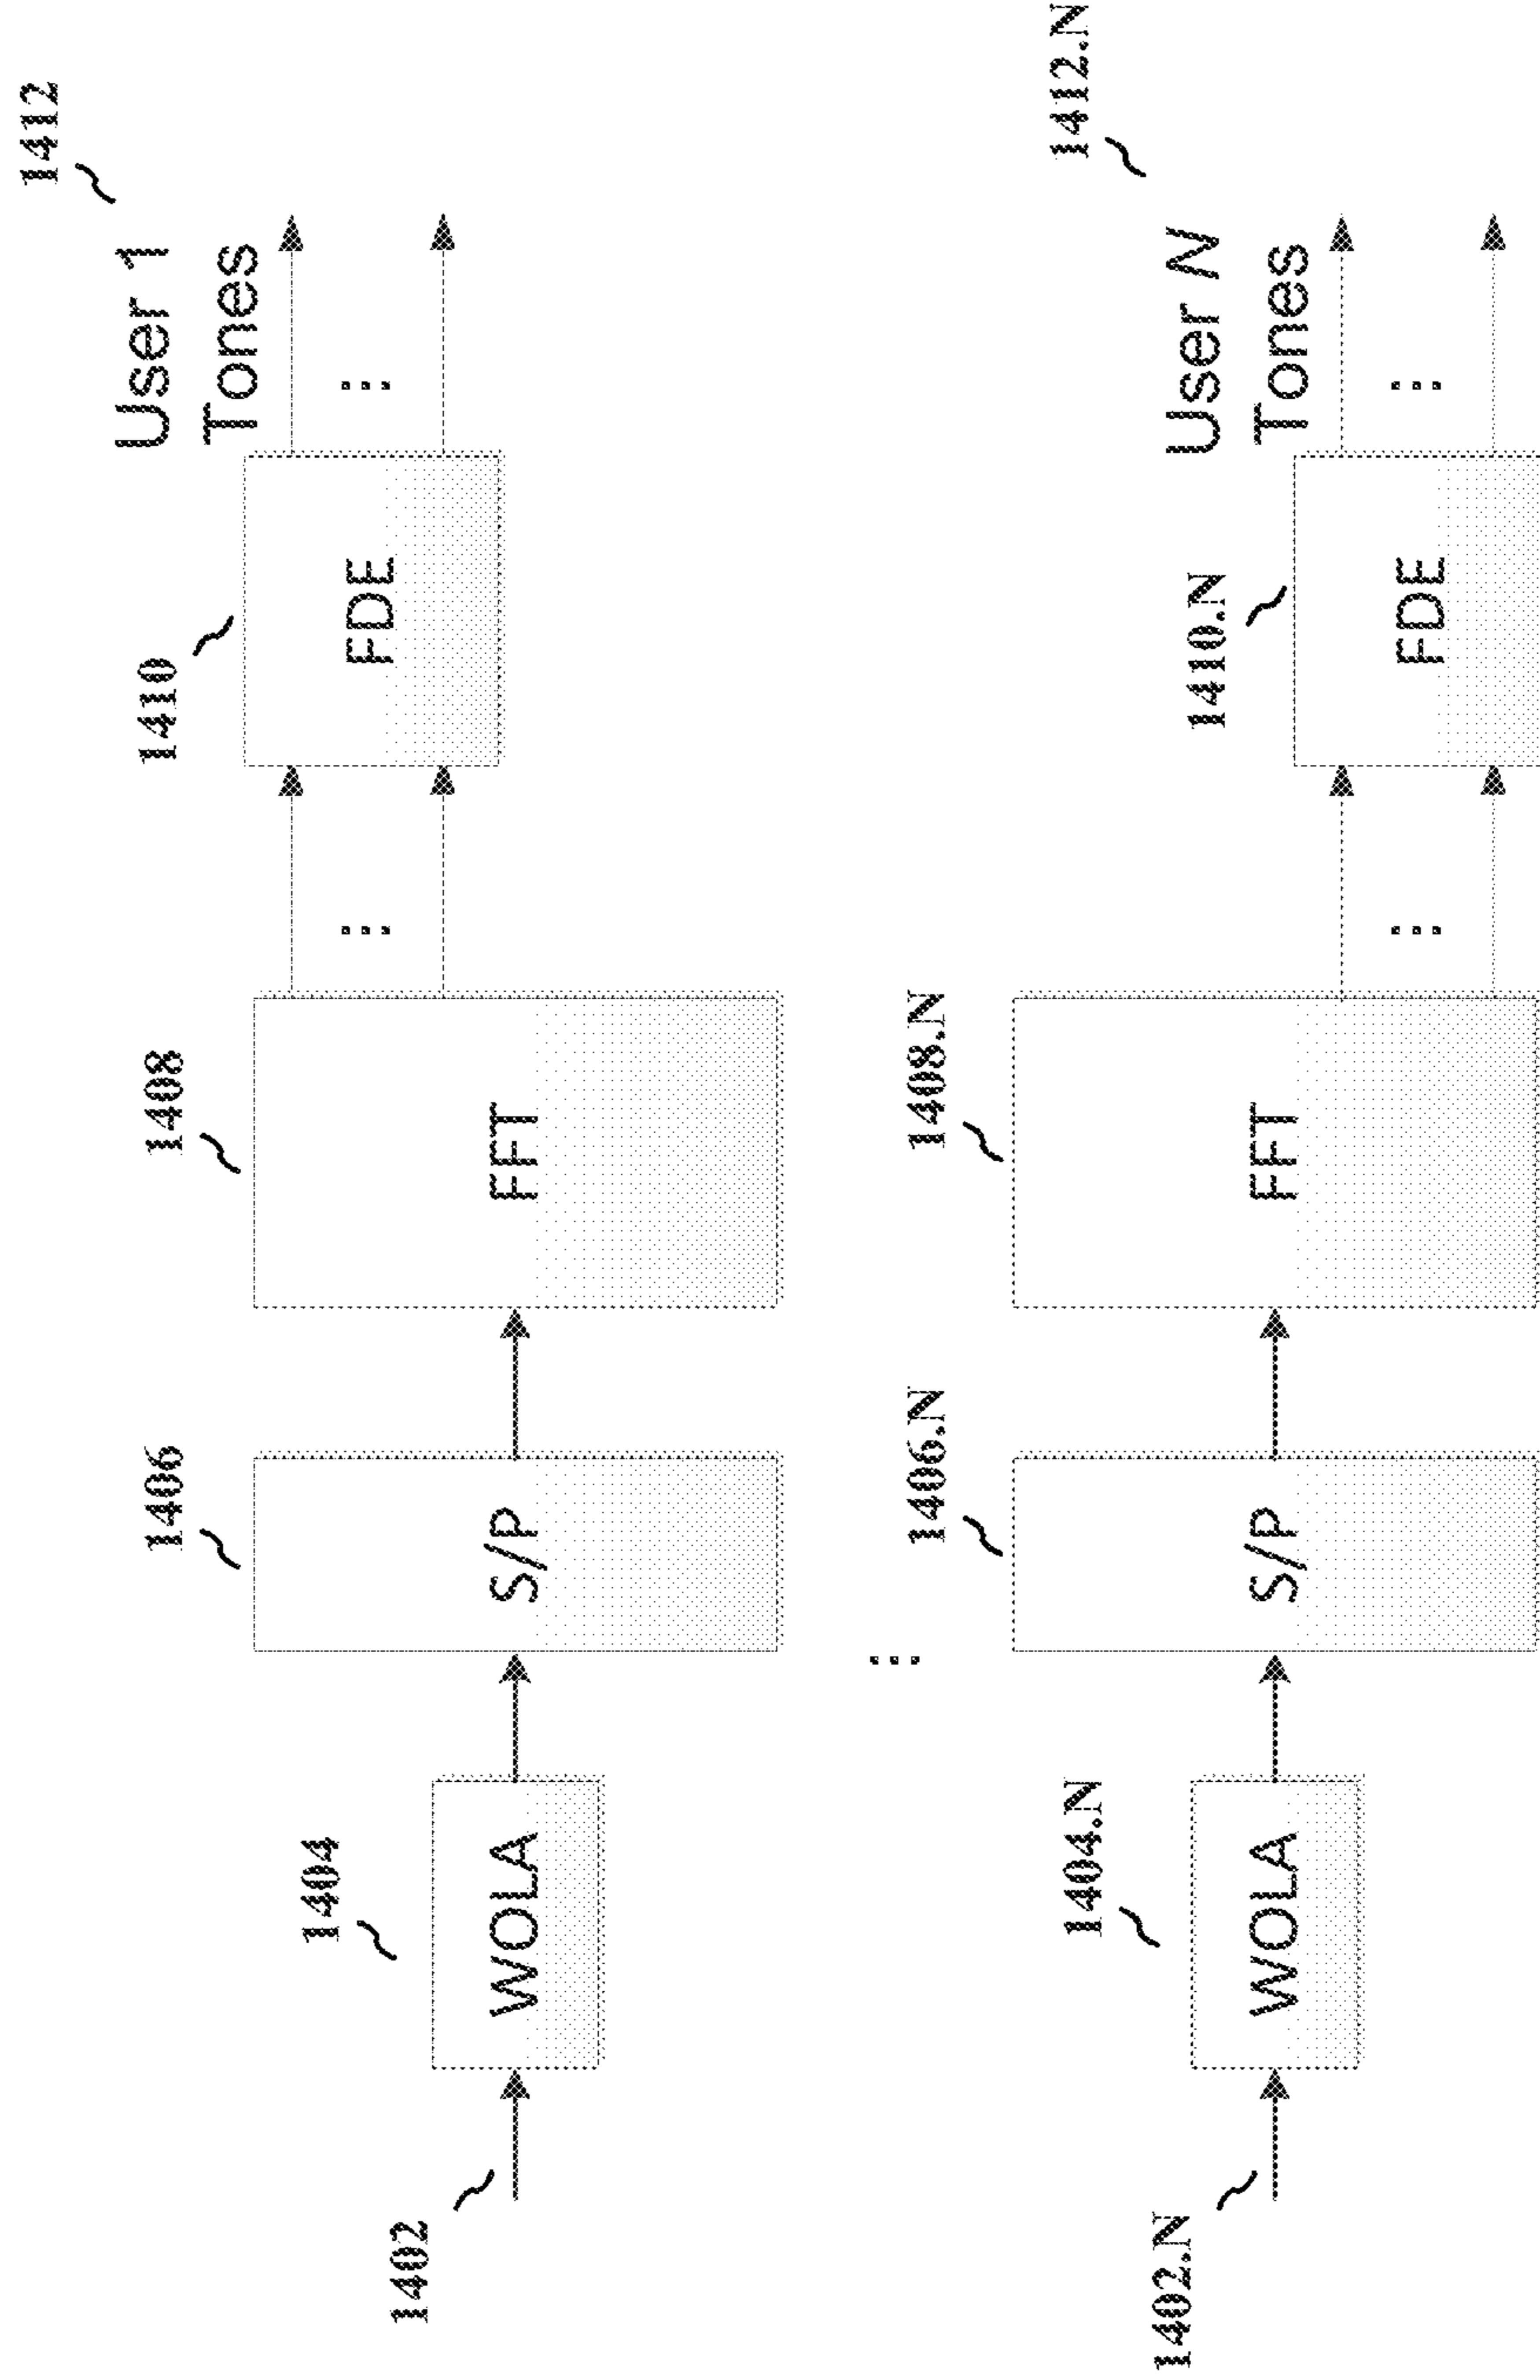 1412
User 1
Tones
1410
FDE
...
1408
FFT
...
1406
S/P
1404
WOLA
1402
...
1412.N
User N
Tones
1410.N
FDE
...
1408.N
FFT
...
1406.N
S/P
1404.N
WOLA
1402.N